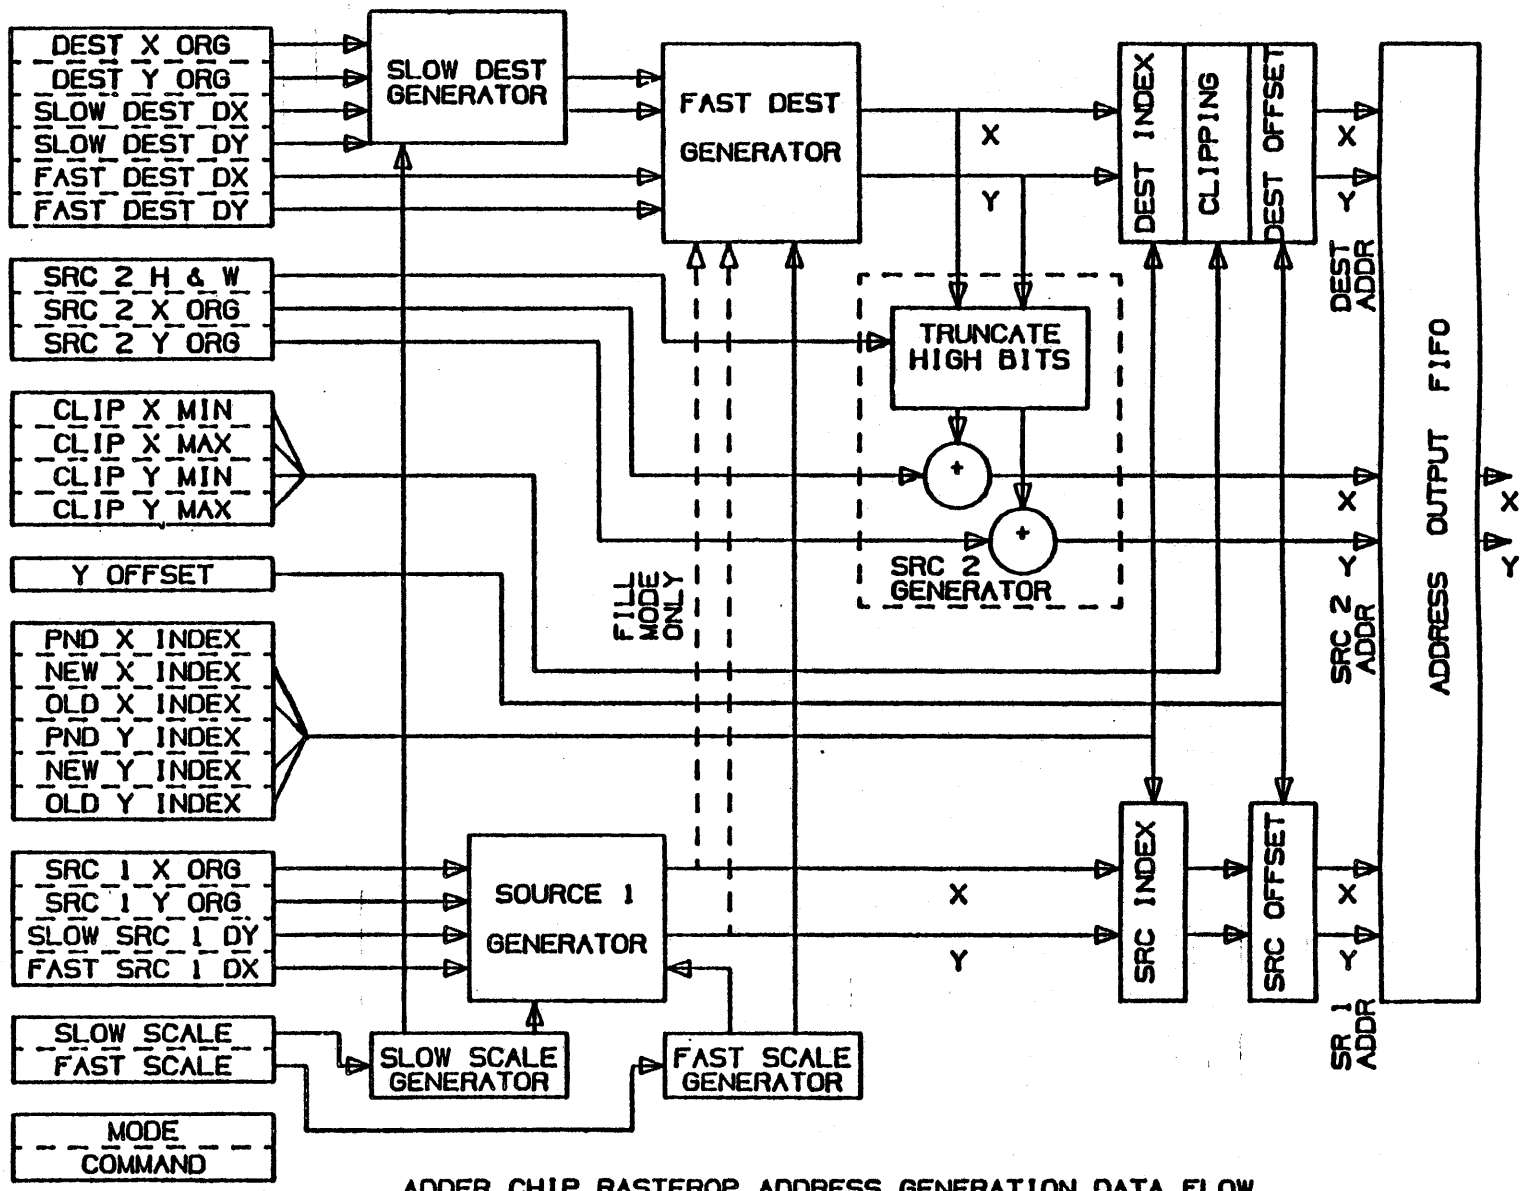 DEST X ORG
DEST Y ORG
SLOW DEST DX
SLOW DEST DY
FAST DEST DX
FAST DEST DY
SLOW DEST
GENERATOR
FAST DEST
GENERATOR
X
Y
DEST INDEX
CLIPPING
DEST OFFSET
X
Y
DEST
ADDR
SRC 2 H & W
SRC 2 X ORG
SRC 2 Y ORG
TRUNCATE
HIGH BITS
+
+
SRC 2
GENERATOR
X
Y
SRC 2
ADDR
ADDRESS OUTPUT FIFO
X
Y
CLIP X MIN
CLIP X MAX
CLIP Y MIN
CLIP Y MAX
Y OFFSET
FILL
MODE
ONLY
PND X INDEX
NEW X INDEX
OLD X INDEX
PND Y INDEX
NEW Y INDEX
OLD Y INDEX
SRC 1 X ORG
SRC 1 Y ORG
SLOW SRC 1 DY
FAST SRC 1 DX
SOURCE 1
GENERATOR
X
Y
SRC INDEX
SRC OFFSET
X
Y
SR 1
ADDR
SLOW SCALE
FAST SCALE
SLOW SCALE
GENERATOR
FAST SCALE
GENERATOR
MODE
COMMAND
ADDER CHIP RASTEROP ADDRESS GENERATION DATA FLOW